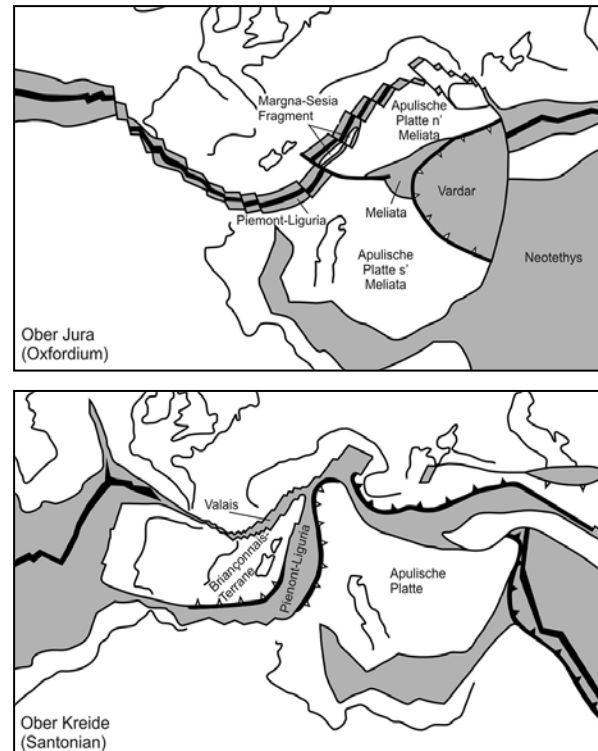 Margna-Sesia
Fragment
Apulische
Platte n'
Meliata
Vardar
Meliata
Piemont-Liguria
Apulische
Platte s'
Meliata
Neotethys
Ober Jura
(Oxfordium)
Valais
Briançonnais-
Terrane
Pienont-Liguria
Apulische
Platte
Ober Kreide
(Santonian)